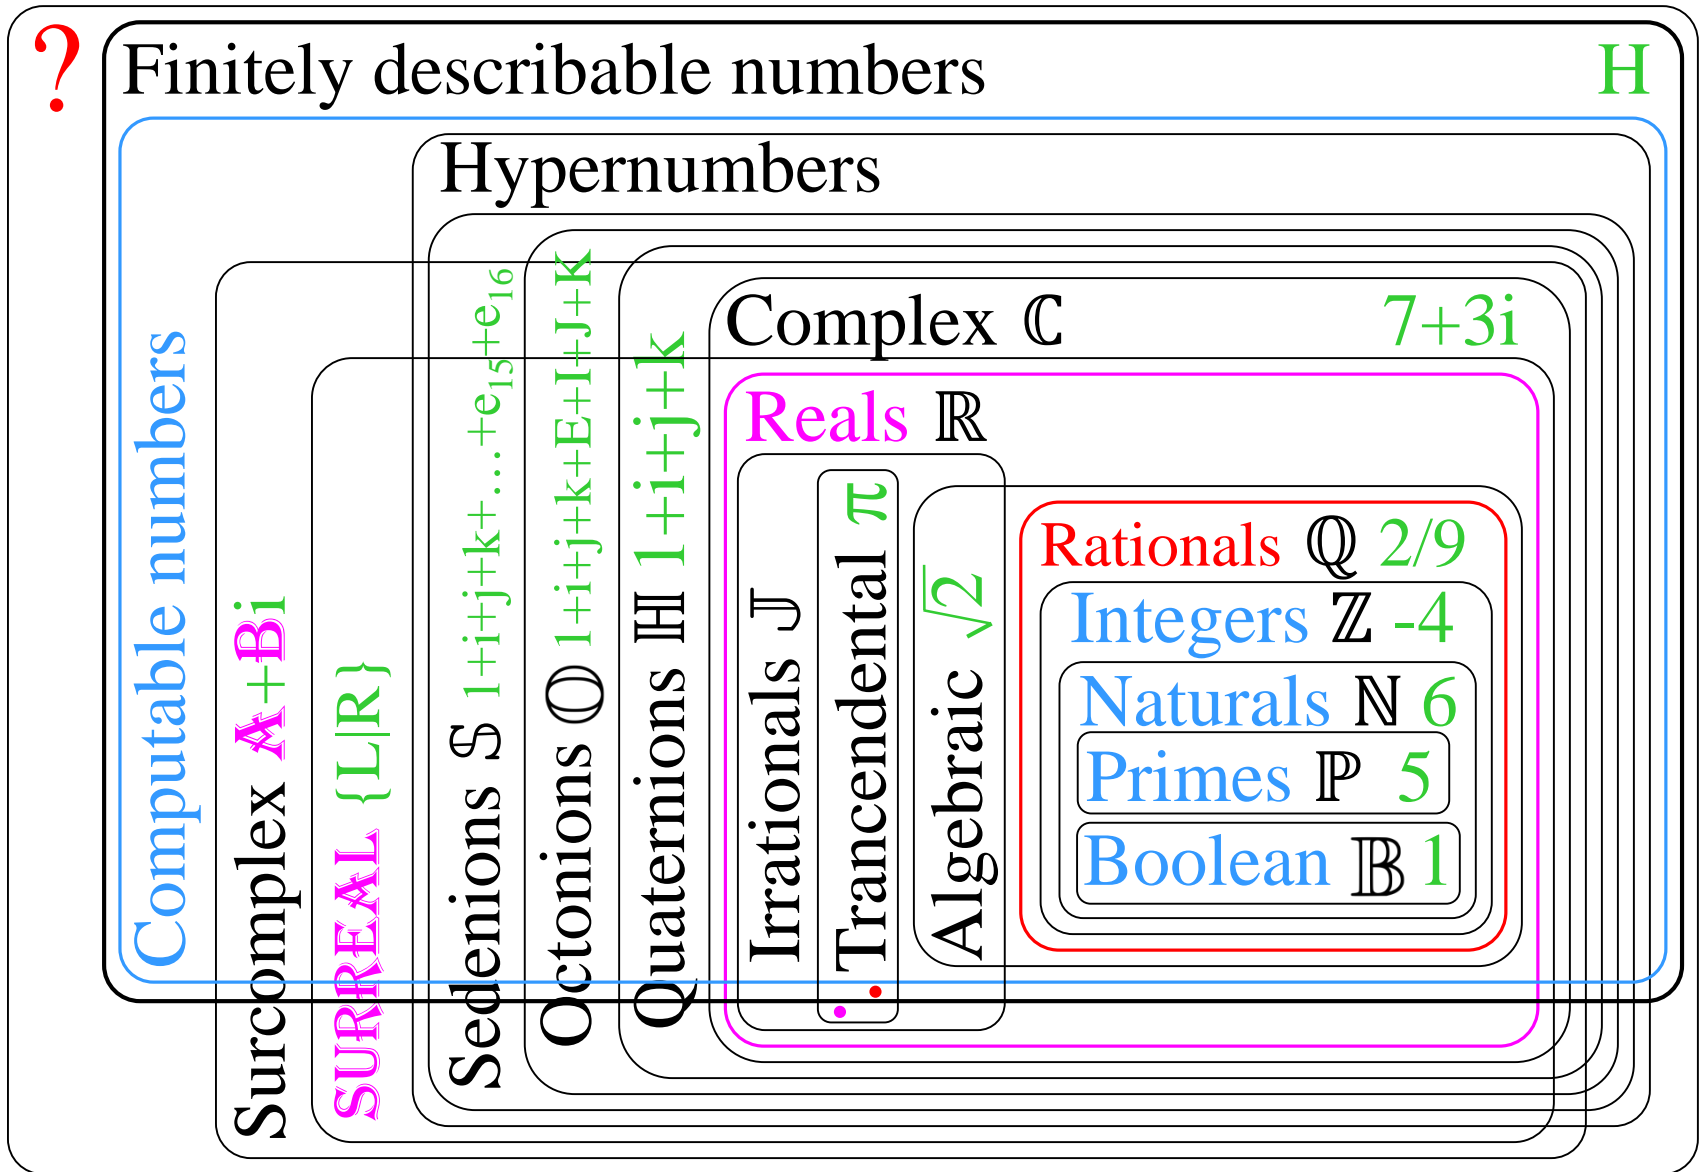 ?
Finitely describable numbers H
Hypernumbers
Computable numbers
Surcomplex A+Bi
SURREAL {L|R}
Sedenions 𝕊 1+i+j+k+...+e₁₅+e₁₆
Octonions 𝕆 1+i+j+k+E+I+J+K
Quaternions ℍ 1+i+j+k
Complex ℂ 7+3i
Reals ℝ
Irrationals 𝕁
Trancendental π
Algebraic √2
Rationals ℚ 2/9
Integers ℤ -4
Naturals ℕ 6
Primes ℙ 5
Boolean 𝔹 1